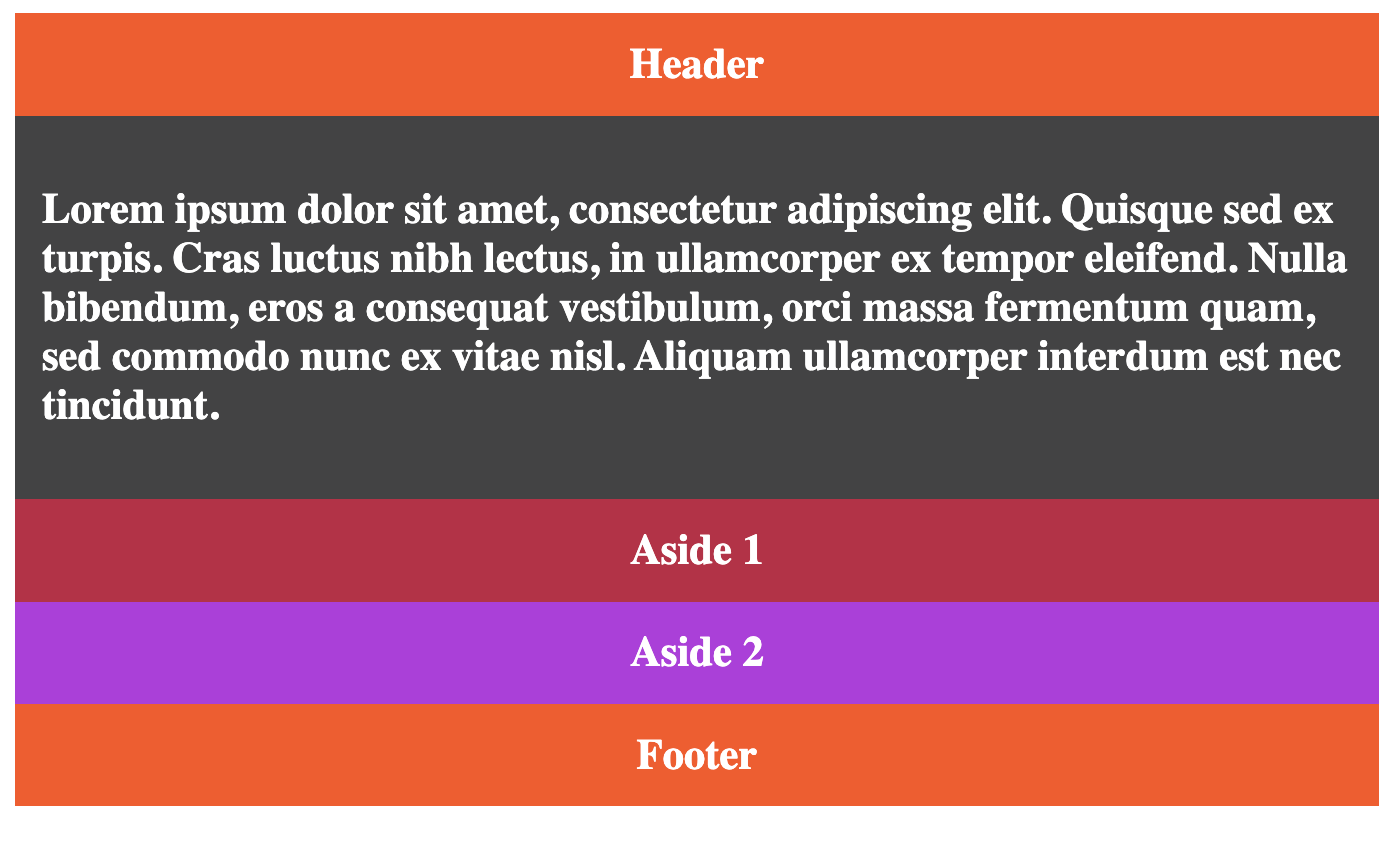 Header
Lorem ipsum dolor sit amet, consectetur adipiscing elit. Quisque sed ex
turpis. Cras luctus nibh lectus, in ullamcorper ex tempor eleifend. Nulla
bibendum, eros a consequat vestibulum, orci massa fermentum quam,
sed commodo nunc ex vitae nisl. Aliquam ullamcorper interdum est nec
tincidunt.
Aside 1
Aside 2
Footer